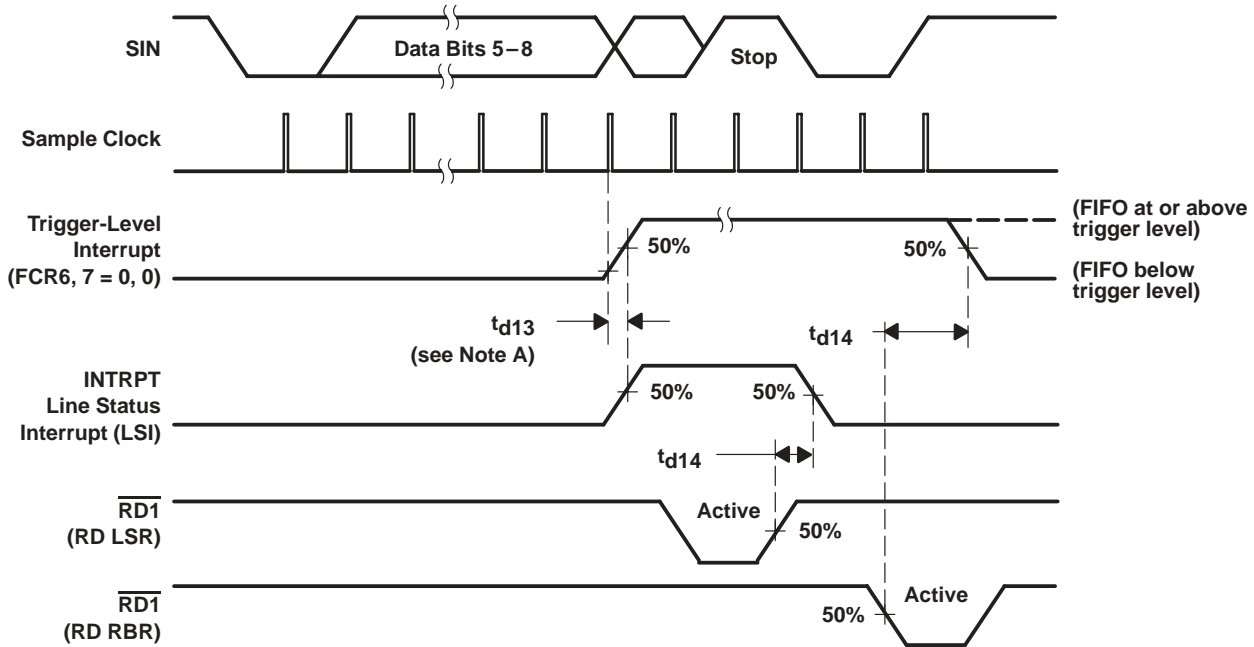 SIN
Data Bits 5–8
Stop
Sample Clock
Trigger-Level
Interrupt
(FCR6, 7 = 0, 0)
50%
50%
(FIFO at or above
trigger level)
(FIFO below
trigger level)
td13
(see Note A)
td14
INTRPT
Line Status
Interrupt (LSI)
50%
50%
td14
RD1
(RD LSR)
Active
50%
RD1
(RD RBR)
50%
Active